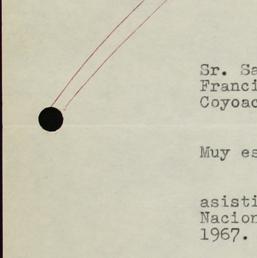 Sr. Sa
Franci
Coyoac
Muy es
asisti
Nacion
1967.